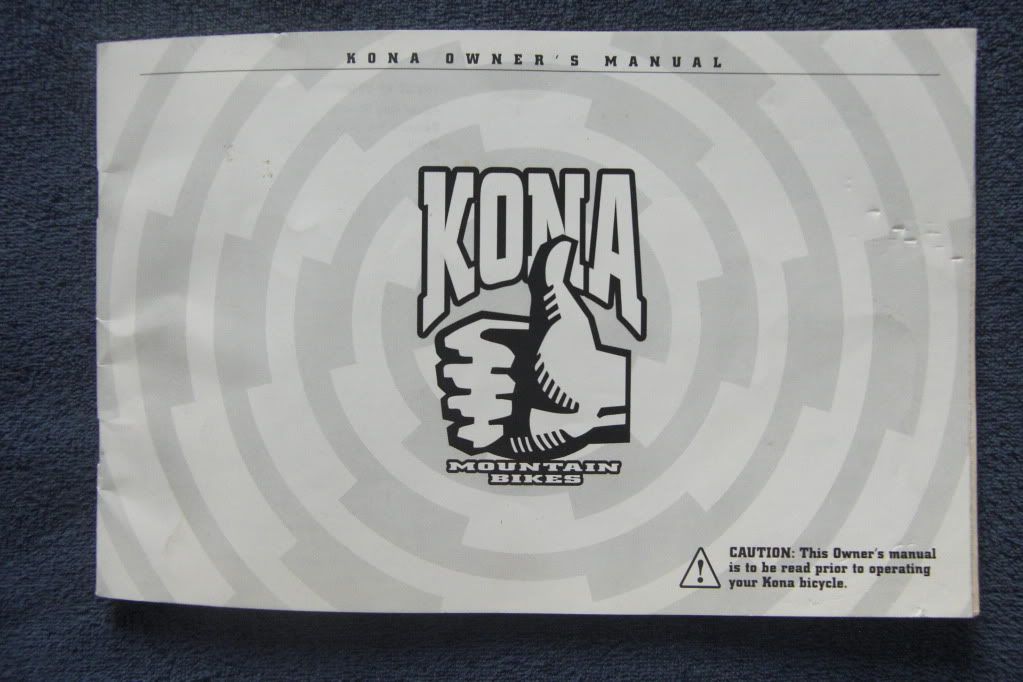 KONA OWNER'S MANUAL
KONA
MOUNTAIN
BIKES
CAUTION: This Owner's manual
is to be read prior to operating
your Kona bicycle.